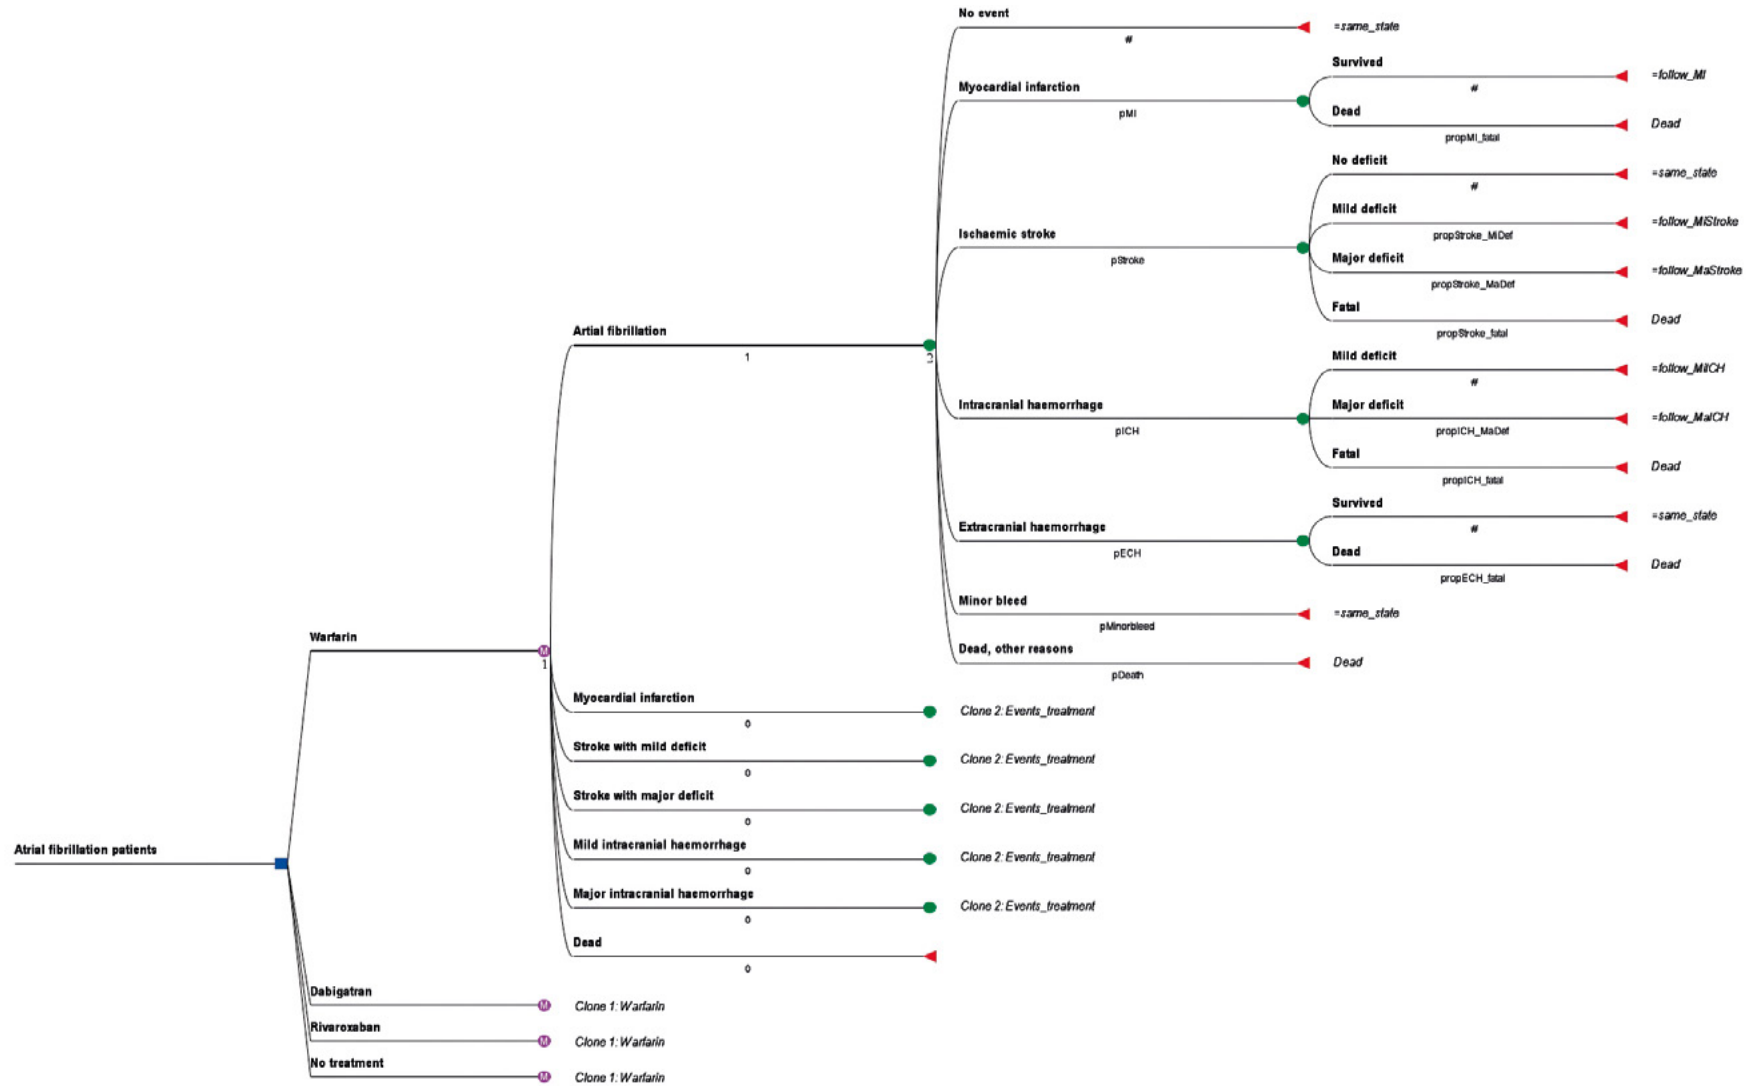 No event
#
=same_state
Survived
#
=follow_MI
Myocardial infarction
pMI
Dead
propMI_fatal
Dead
No deficit
#
=same_state
Mild deficit
propStroke_MiDef
=follow_MiStroke
Ischaemic stroke
pStroke
Major deficit
propStroke_MaDef
=follow_MaStroke
Fatal
propStroke_fatal
Dead
Artial fibrillation
1
2
Mild deficit
#
=follow_MiICH
Intracranial haemorrhage
pICH
Major deficit
propICH_MaDef
=follow_MaICH
Fatal
propICH_fatal
Dead
Survived
#
=same_state
Extracranial haemorrhage
pECH
Dead
propECH_fatal
Dead
Minor bleed
pMinorbleed
=same_state
Dead, other reasons
pDeath
Dead
Warfarin
M
1
Myocardial infarction
0
Clone 2: Events_treatment
Stroke with mild deficit
0
Clone 2: Events_treatment
Stroke with major deficit
0
Clone 2: Events_treatment
Mild intracranial haemorrhage
0
Clone 2: Events_treatment
Major intracranial haemorrhage
0
Clone 2: Events_treatment
Dead
0
Atrial fibrillation patients
Dabigatran
M
Clone 1: Warfarin
Rivaroxaban
M
Clone 1: Warfarin
No treatment
M
Clone 1: Warfarin